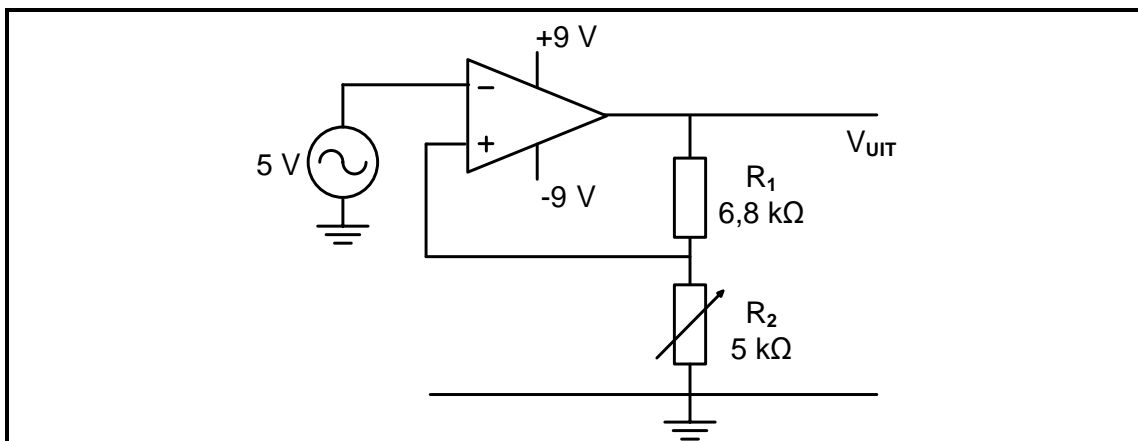 +9 V
−
5 V
+
V_UIT
-9 V
R₁
6,8 kΩ
R₂
5 kΩ